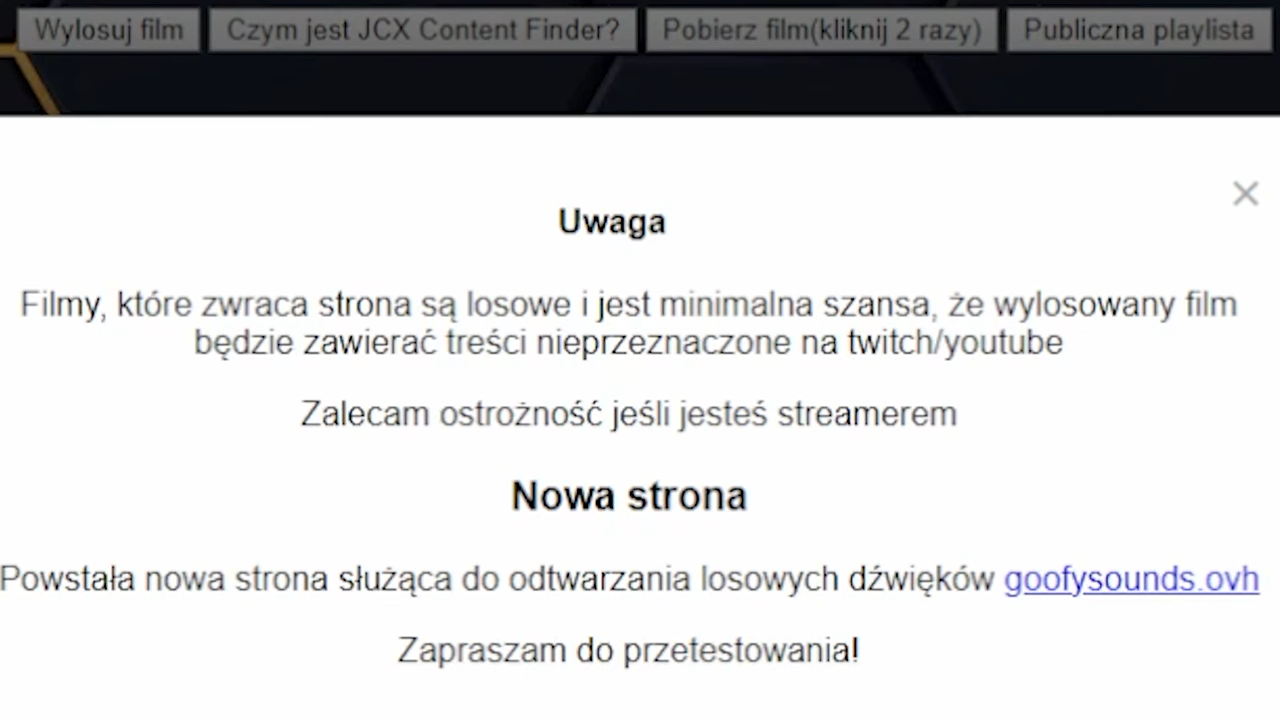 Wylosuj film Czym jest JCX Content Finder? Pobierz film(kliknij 2 razy) Publiczna playlista
×
Uwaga
Filmy, które zwraca strona są losowe i jest minimalna szansa, że wylosowany film
będzie zawierać treści nieprzeznaczone na twitch/youtube
Zalecam ostrożność jeśli jesteś streamerem
Nowa strona
Powstała nowa strona służąca do odtwarzania losowych dźwięków goofysounds.ovh
Zapraszam do przetestowania!